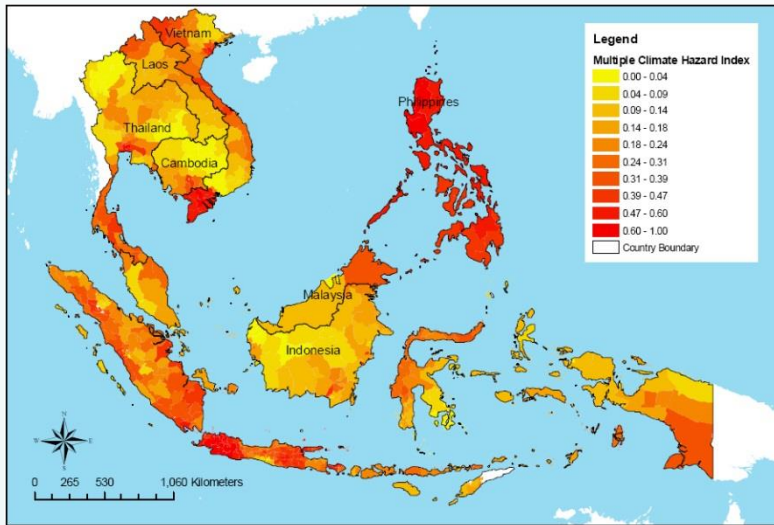 Vietnam
Laos
Thailand
Cambodia
Philippines
Malaysia
Indonesia
Legend
Multiple Climate Hazard Index
0.00 - 0.04
0.04 - 0.09
0.09 - 0.14
0.14 - 0.18
0.18 - 0.24
0.24 - 0.31
0.31 - 0.39
0.39 - 0.47
0.47 - 0.60
0.60 - 1.00
Country Boundary
N
W
E
S
0 265 530 1,060 Kilometers